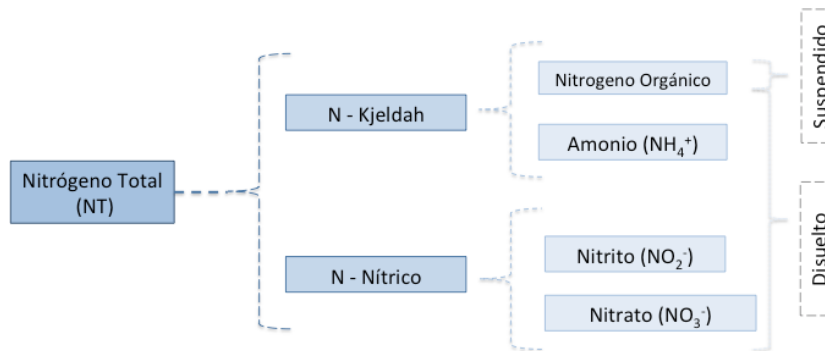 Nitrógeno Total
(NT)
N - Kjeldah
N - Nítrico
Nitrogeno Orgánico
Amonio (NH₄⁺)
Nitrito (NO₂⁻)
Nitrato (NO₃⁻)
Suspendido
Disuelto